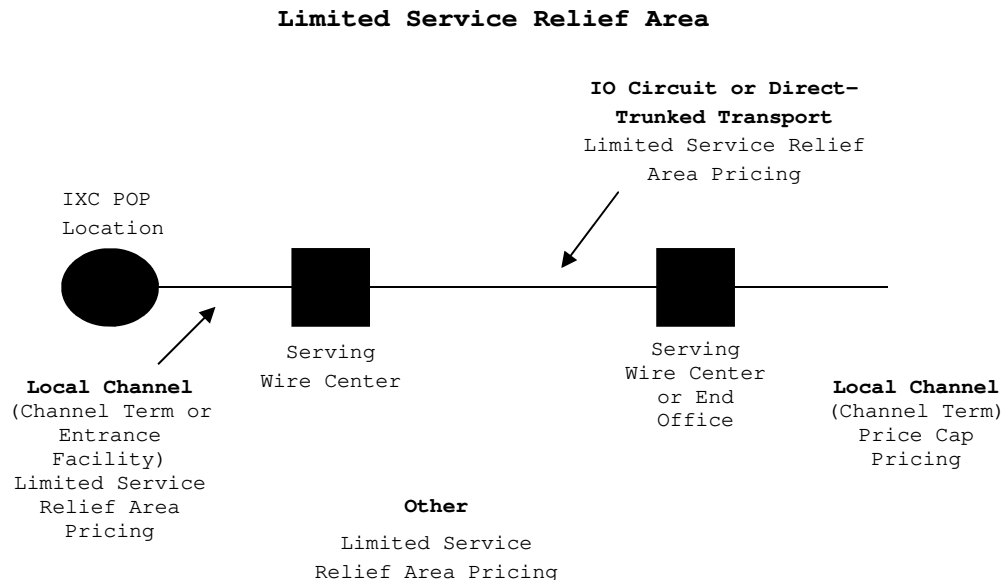 Limited Service Relief Area
IO Circuit or Direct-
Trunked Transport
Limited Service Relief
Area Pricing
IXC POP
Location
Serving
Wire Center
Serving
Wire Center
or End
Office
Local Channel
(Channel Term or
Entrance
Facility)
Limited Service
Relief Area
Pricing
Local Channel
(Channel Term)
Price Cap
Pricing
Other
Limited Service
Relief Area Pricing